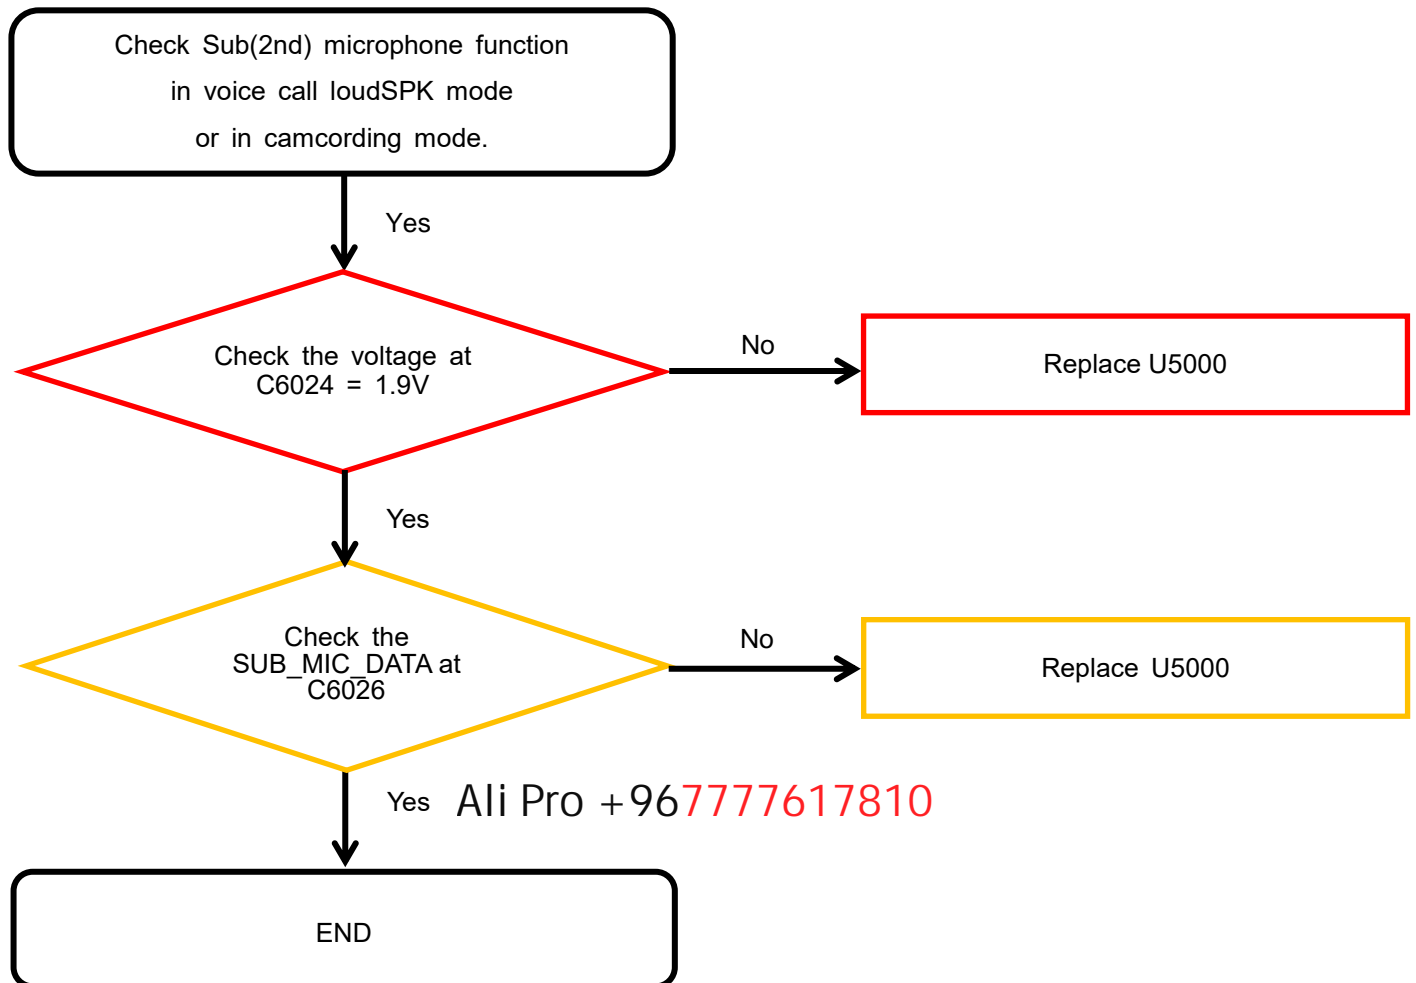 Check Sub(2nd) microphone function
in voice call loudSPK mode
or in camcording mode.
Yes
Check the voltage at
C6024 = 1.9V
No
Replace U5000
Yes
Check the
SUB_MIC_DATA at
C6026
No
Replace U5000
Yes
Ali Pro +967777617810
END